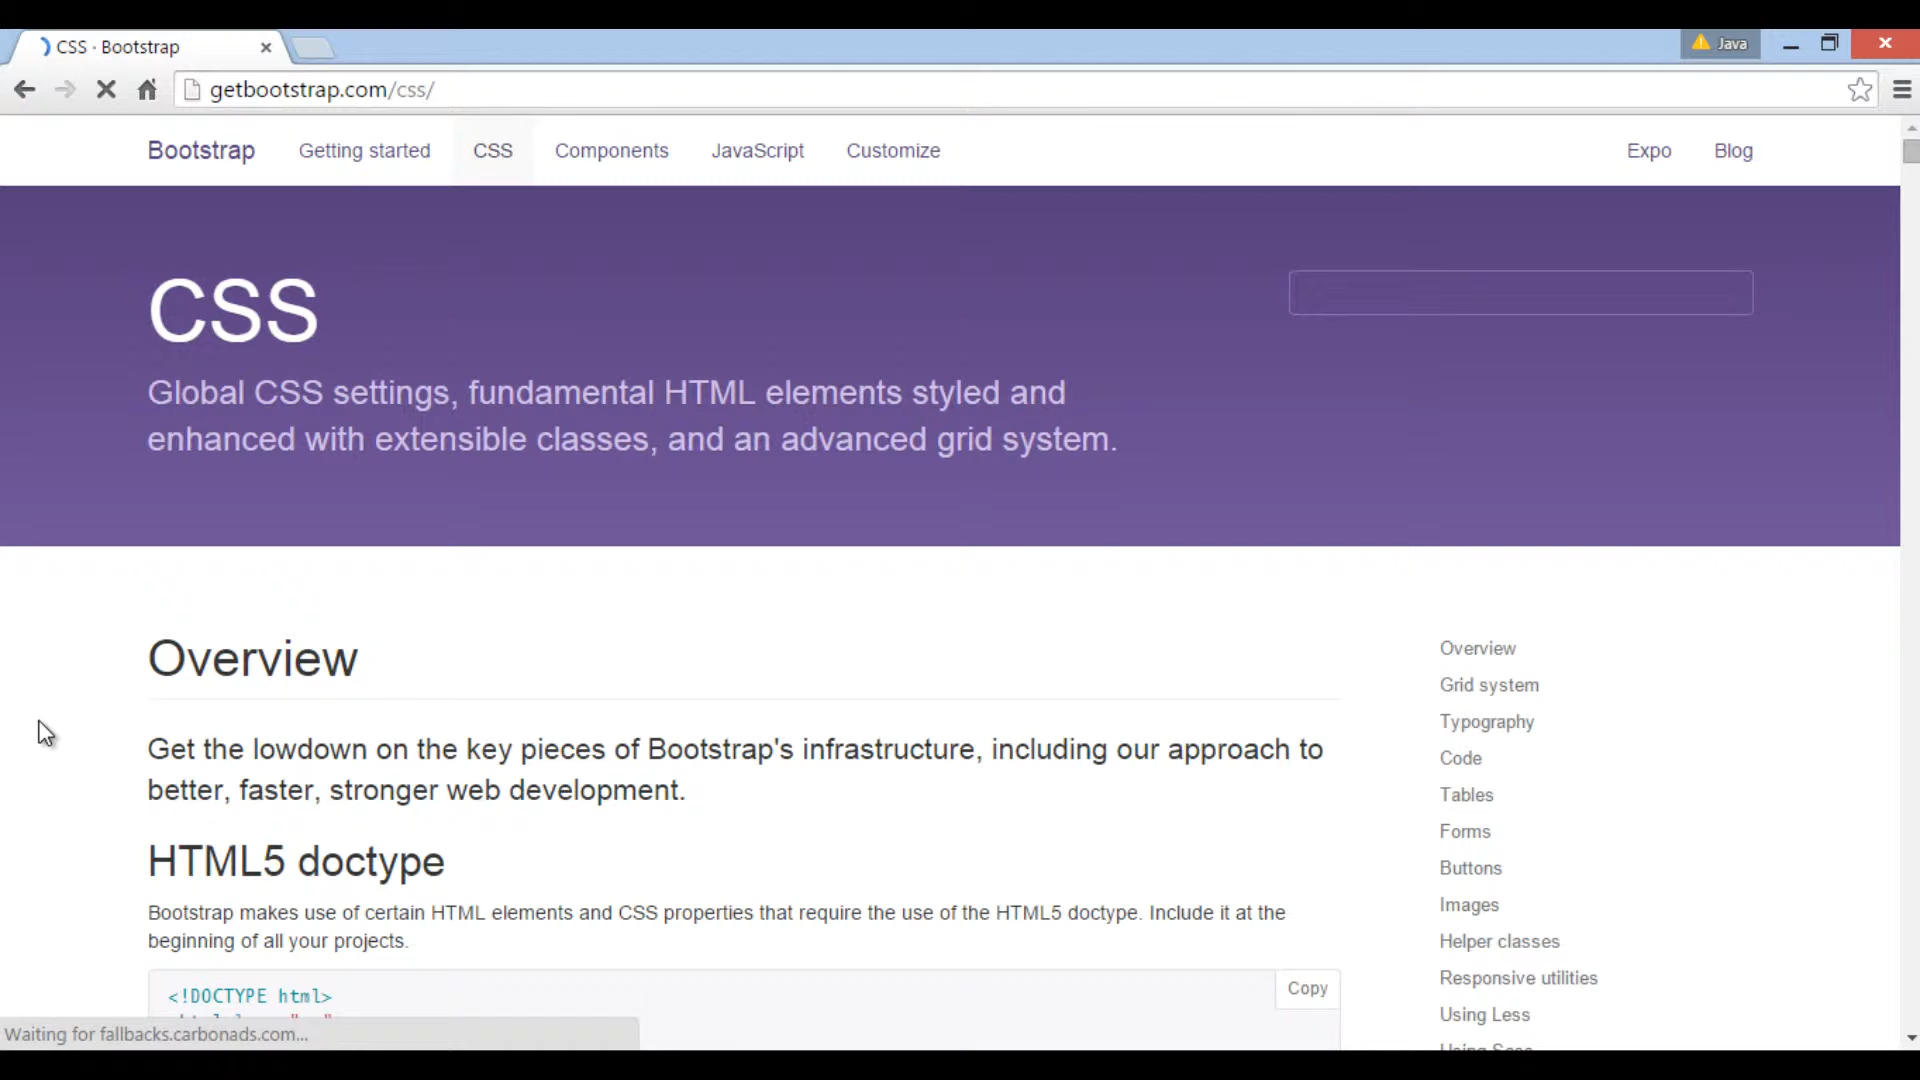 CSS · Bootstrap
Java
getbootstrap.com/css/
Bootstrap Getting started CSS Components JavaScript Customize Expo Blog
CSS
Global CSS settings, fundamental HTML elements styled and
enhanced with extensible classes, and an advanced grid system.
Overview
Get the lowdown on the key pieces of Bootstrap's infrastructure, including our approach to
better, faster, stronger web development.
HTML5 doctype
Bootstrap makes use of certain HTML elements and CSS properties that require the use of the HTML5 doctype. Include it at the
beginning of all your projects.
Copy
<!DOCTYPE html>
Overview
Grid system
Typography
Code
Tables
Forms
Buttons
Images
Helper classes
Responsive utilities
Using Less
Waiting for fallbacks.carbonads.com...